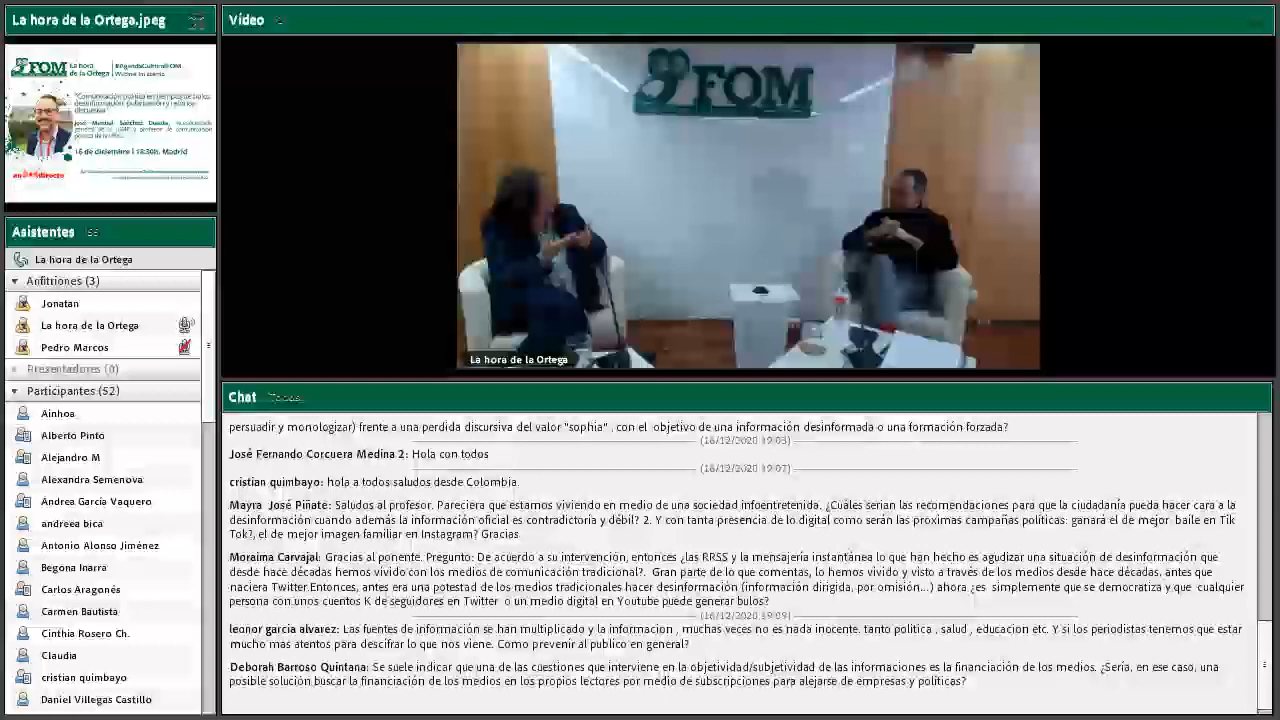 La hora de la Ortega.jpeg
Vídeo
FOM
La hora
de la Ortega
#AgendaCulturalFOM
16 de diciembre | 18:30h. Madrid
FOM
La hora de la Ortega
Asistentes 55
La hora de la Ortega
Anfitriones (3)
Jonatan
La hora de la Ortega
Pedro Marcos
Presentadores (0)
Participantes (52)
Ainhoa
Alberto Pinto
Alejandro M
Alexandra Semenova
Andrea García Vaquero
andreea bica
Antonio Alonso Jiménez
Begona Inarra
Carlos Aragonés
Carmen Bautista
Cinthia Rosero Ch.
Claudia
cristian quimbayo
Daniel Villegas Castillo
Chat
persuadir y monologizar) frente a una perdida discursiva del valor "sophia" , con el objetivo de una información desinformada o una formación forzada?
(16/12/2020 19:03)
José Fernando Corcuera Medina 2: Hola con todos
(16/12/2020 19:07)
cristian quimbayo: hola a todos saludos desde Colombia.
Mayra José Piñate: Saludos al profesor. Pareciera que estamos viviendo en medio de una sociedad infoentretenida. ¿Cuáles serian las recomendaciones para que la ciudadanía pueda hacer cara a la
desinformación cuando además la información oficial es contradictoria y débil? 2. Y con tanta presencia de lo digital como serán las proximas campañas políticas: ganará el de mejor baile en Tik
Tok?, el de mejor imagen familiar en Instagram? Gracias
Moraima Carvajal: Gracias al ponente. Pregunto: De acuerdo a su intervención, entonces ¿las RRSS y la mensajería instantánea lo que han hecho es agudizar una situación de desinformación que
desde hace décadas hemos vivido con los medios de comunicación tradicional?. Gran parte de lo que comentas, lo hemos vivido y visto a través de los medios desde hace décadas, antes que
naciera Twitter.Entonces, antes era una potestad de los medios tradicionales hacer desinformación (información dirigida, por omisión...) ahora ¿es simplemente que se democratiza y que cualquier
persona con unos cuentos K de seguidores en Twitter o un medio digital en Youtube puede generar bulos?
(16/12/2020 19:09)
leonor garcia alvarez: Las fuentes de información se han multiplicado y la informacion , muchas veces no es nada inocente. tanto politica , salud , educacion etc. Y si los periodistas tenemos que estar
mucho mas atentos para descifrar lo que nos viene. Como prevenir al publico en general?
Deborah Barroso Quintana: Se suele indicar que una de las cuestiones que interviene en la objetividad/subjetividad de las informaciones es la financiación de los medios. ¿Sería, en ese caso, una
posible solución buscar la financiación de los medios en los propios lectores por medio de subscripciones para alejarse de empresas y políticas?